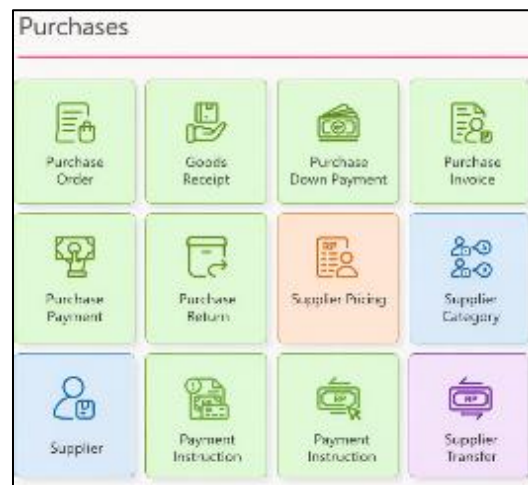 Purchases
Purchase
Order
Goods
Receipt
Purchase
Down Payment
Purchase
Invoice
Purchase
Payment
Purchase
Return
Supplier Pricing
Supplier
Category
Supplier
Payment
Instruction
Payment
Instruction
Supplier
Transfer